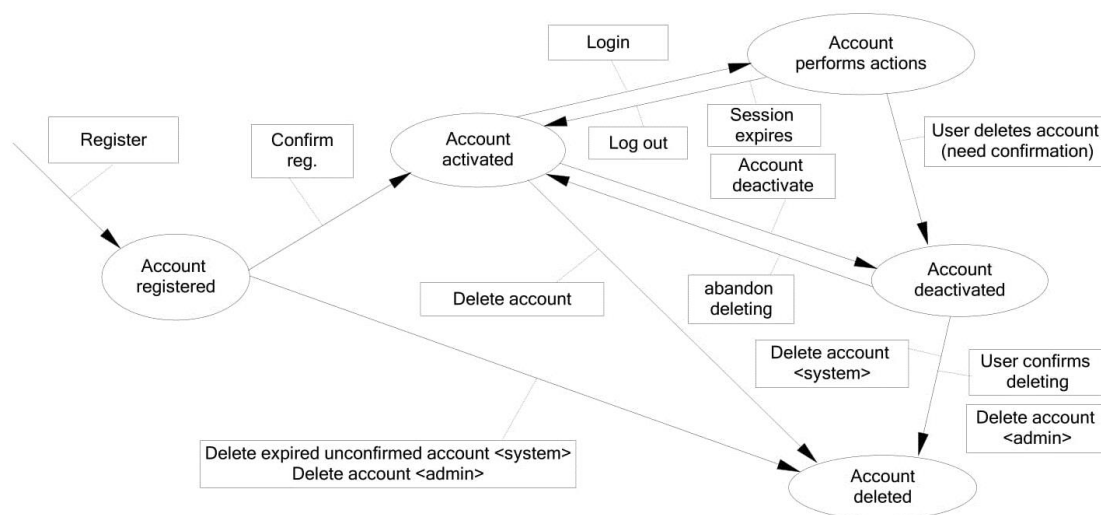 Login
Account
performs actions
Register
Confirm
reg.
Account
activated
Log out
Session
expires
User deletes account
(need confirmation)
Account
deactivate
Account
registered
Delete account
abandon
deleting
Account
deactivated
Delete account
<system>
User confirms
deleting
Delete account
<admin>
Delete expired unconfirmed account <system>
Delete account <admin>
Account
deleted